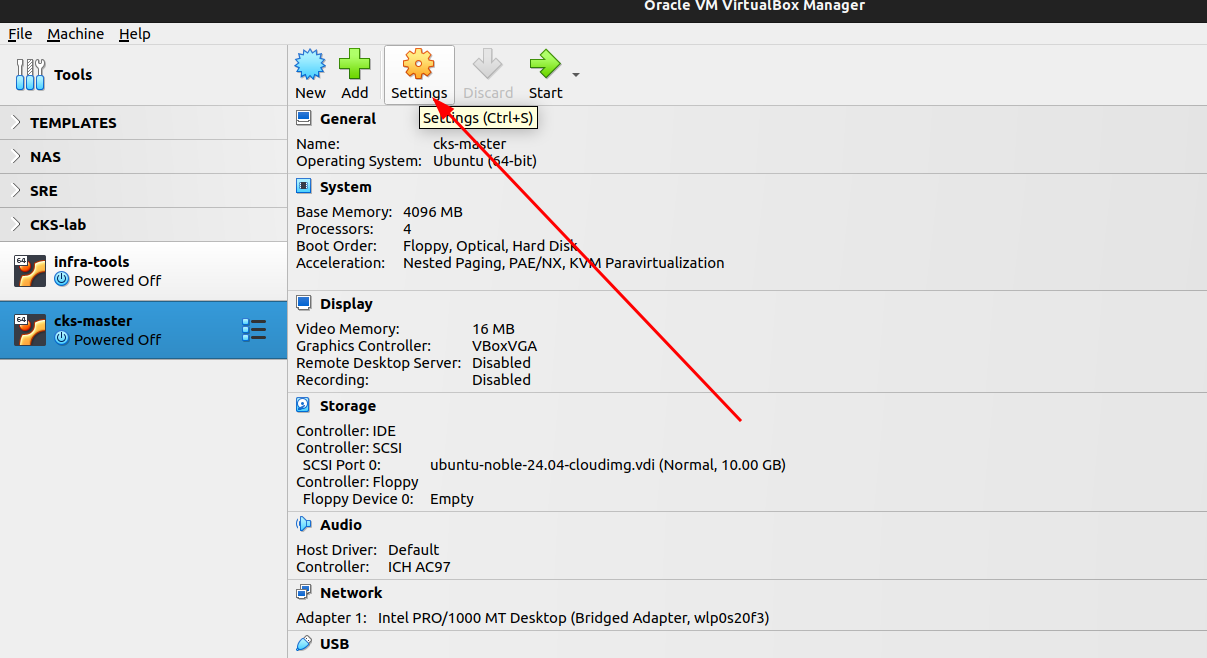 Oracle VM VirtualBox Manager
File Machine Help
Tools
New Add Settings Discard Start
Settings (Ctrl+S)
TEMPLATES
NAS
SRE
CKS-lab
64
infra-tools
Powered Off
64
cks-master
Powered Off
General
Name: cks-master
Operating System: Ubuntu (64-bit)
System
Base Memory: 4096 MB
Processors: 4
Boot Order: Floppy, Optical, Hard Disk
Acceleration: Nested Paging, PAE/NX, KVM Paravirtualization
Display
Video Memory: 16 MB
Graphics Controller: VBoxVGA
Remote Desktop Server: Disabled
Recording: Disabled
Storage
Controller: IDE
Controller: SCSI
SCSI Port 0: ubuntu-noble-24.04-cloudimg.vdi (Normal, 10.00 GB)
Controller: Floppy
Floppy Device 0: Empty
Audio
Host Driver: Default
Controller: ICH AC97
Network
Adapter 1: Intel PRO/1000 MT Desktop (Bridged Adapter, wlp0s20f3)
USB